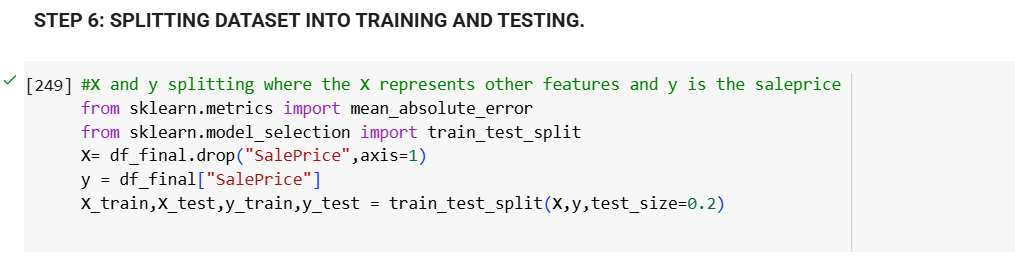 STEP 6: SPLITTING DATASET INTO TRAINING AND TESTING.
[249] #X and y splitting where the X represents other features and y is the saleprice
from sklearn.metrics import mean_absolute_error
from sklearn.model_selection import train_test_split
X= df_final.drop("SalePrice",axis=1)
y = df_final["SalePrice"]
X_train,X_test,y_train,y_test = train_test_split(X,y,test_size=0.2)